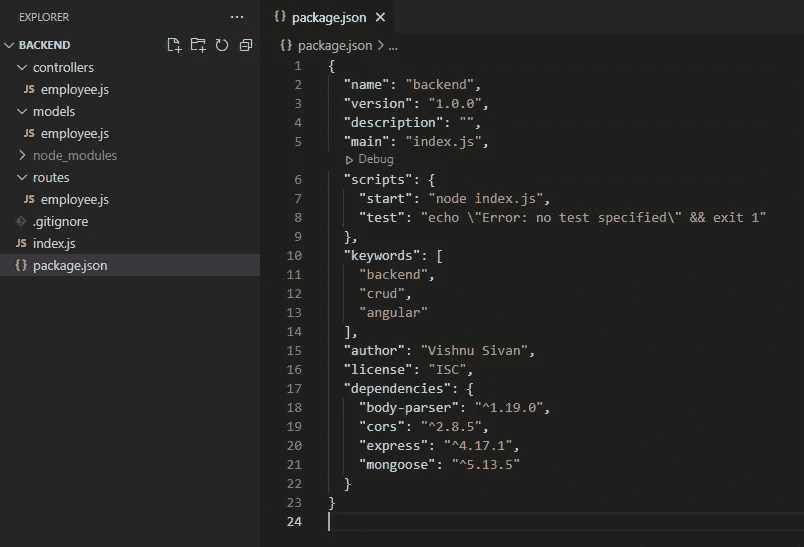 EXPLORER
...
BACKEND
controllers
JS employee.js
models
JS employee.js
node_modules
routes
JS employee.js
.gitignore
JS index.js
{} package.json
{} package.json ×
{} package.json > ...
1 {
2   "name": "backend",
3   "version": "1.0.0",
4   "description": "",
5   "main": "index.js",
Debug
6   "scripts": {
7     "start": "node index.js",
8     "test": "echo \"Error: no test specified\" && exit 1"
9   },
10   "keywords": [
11     "backend",
12     "crud",
13     "angular"
14   ],
15   "author": "Vishnu Sivan",
16   "license": "ISC",
17   "dependencies": {
18     "body-parser": "^1.19.0",
19     "cors": "^2.8.5",
20     "express": "^4.17.1",
21     "mongoose": "^5.13.5"
22   }
23 }
24